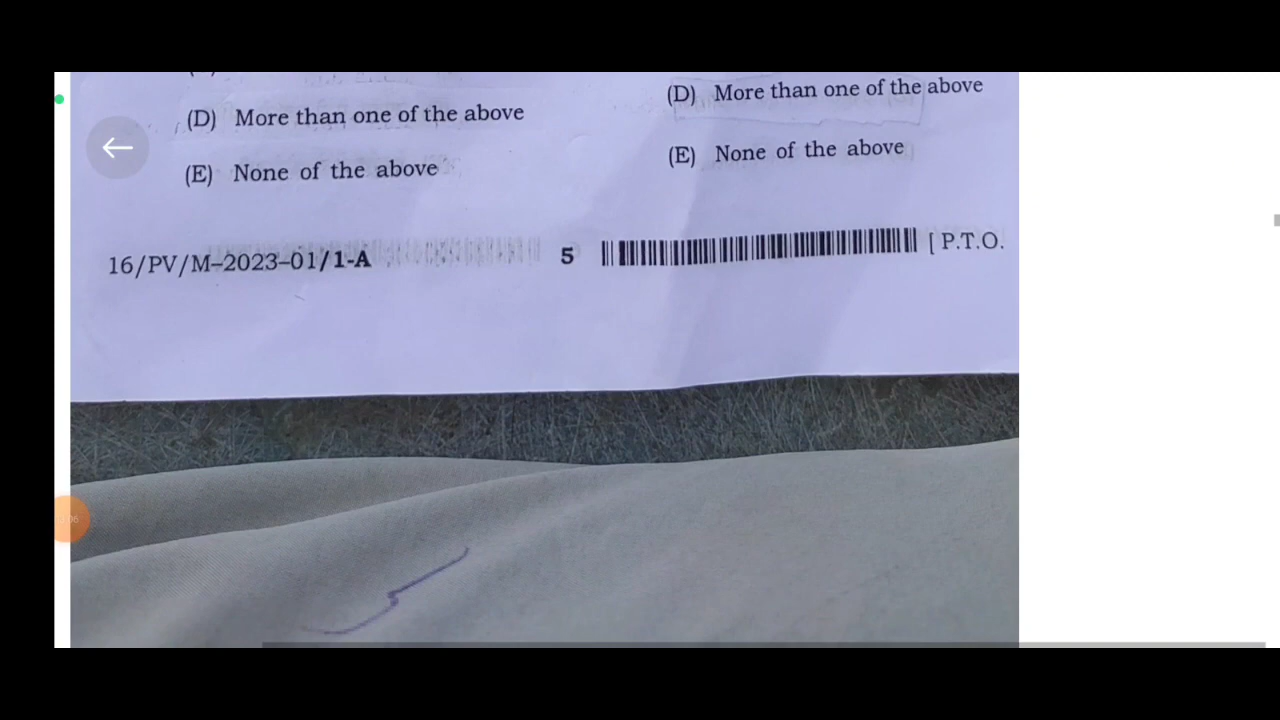 (D) More than one of the above
(E) None of the above
(D) More than one of the above
(E) None of the above
16/PV/M–2023–01/1-A
5
[ P.T.O.